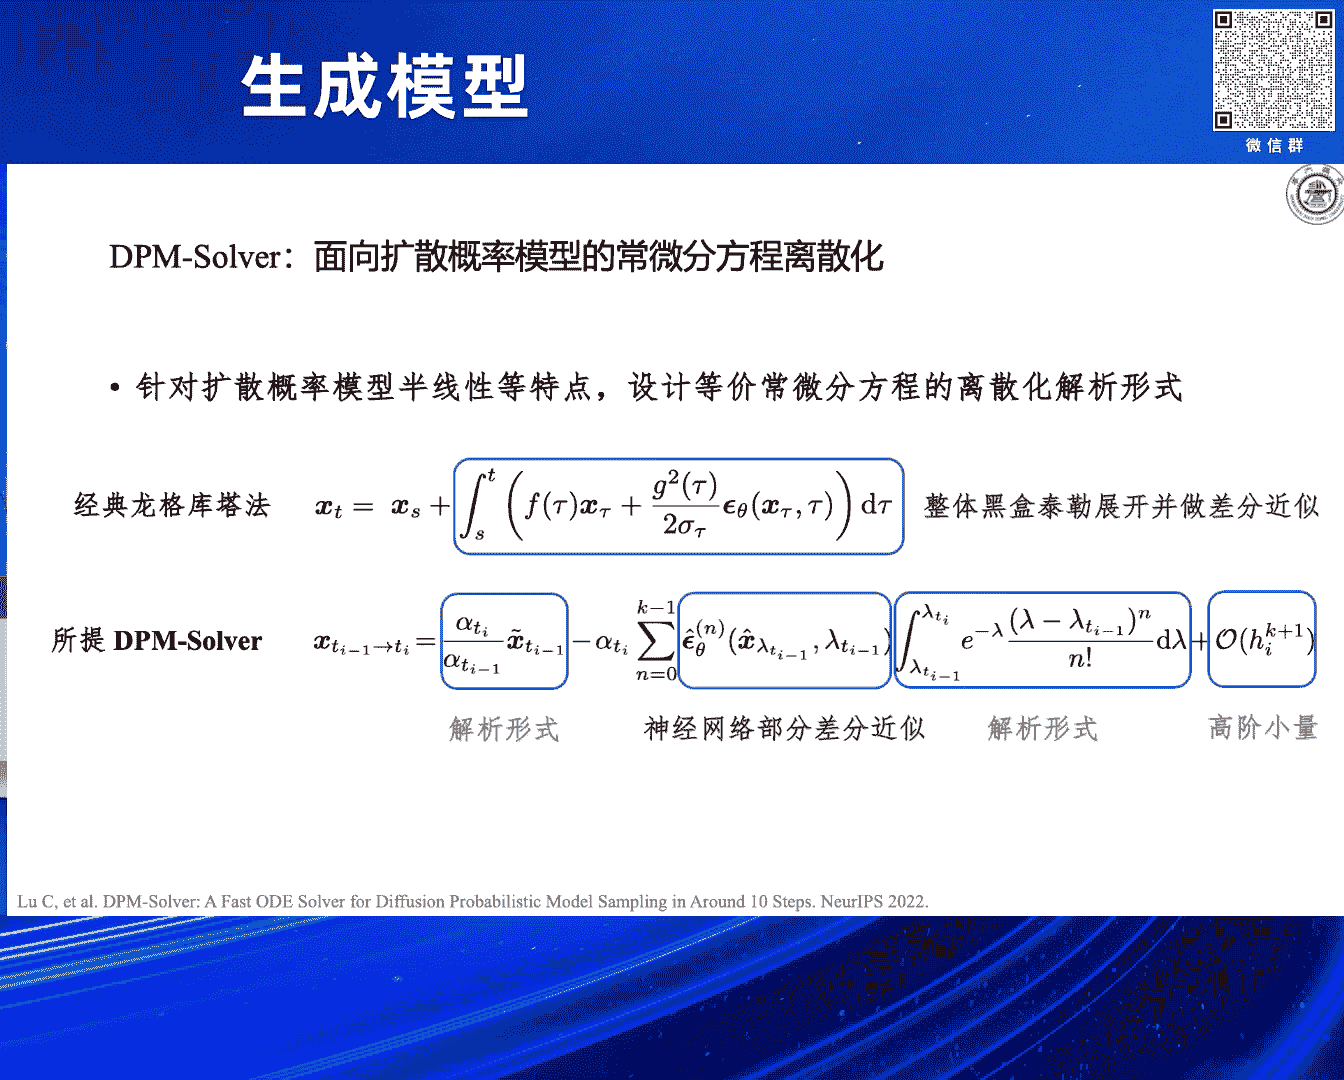 生成模型
微信群
DPM-Solver：面向扩散概率模型的常微分方程离散化
• 针对扩散概率模型半线性等特点，设计等价常微分方程的离散化解析形式
经典龙格库塔法 $\boldsymbol{x}_t = \boldsymbol{x}_s + \int_s^t \left( f(\tau)\boldsymbol{x}_\tau + \frac{g^2(\tau)}{2\sigma_\tau} \boldsymbol{\epsilon}_\theta(\boldsymbol{x}_\tau, \tau) \right) \mathrm{d}\tau$ 整体黑盒泰勒展开并做差分近似
所提 DPM-Solver $\boldsymbol{x}_{t_{i-1} \to t_i} = \frac{\alpha_{t_i}}{\alpha_{t_{i-1}}} \tilde{\boldsymbol{x}}_{t_{i-1}} - \alpha_{t_i} \sum_{n=0}^{k-1} \hat{\boldsymbol{\epsilon}}_\theta^{(n)}(\hat{\boldsymbol{x}}_{\lambda_{t_{i-1}}}, \lambda_{t_{i-1}}) \int_{\lambda_{t_{i-1}}}^{\lambda_{t_i}} e^{-\lambda} \frac{(\lambda - \lambda_{t_{i-1}})^n}{n!} \mathrm{d}\lambda + \mathcal{O}(h_i^{k+1})$
解析形式 神经网络部分差分近似 解析形式 高阶小量
Lu C, et al. DPM-Solver: A Fast ODE Solver for Diffusion Probabilistic Model Sampling in Around 10 Steps. NeurIPS 2022.